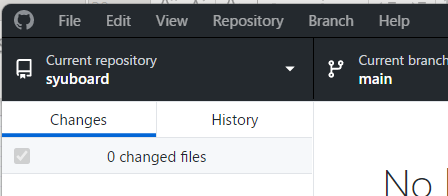 File Edit View Repository Branch Help
Current repository
syuboard
Current branch
main
Changes History
0 changed files
No